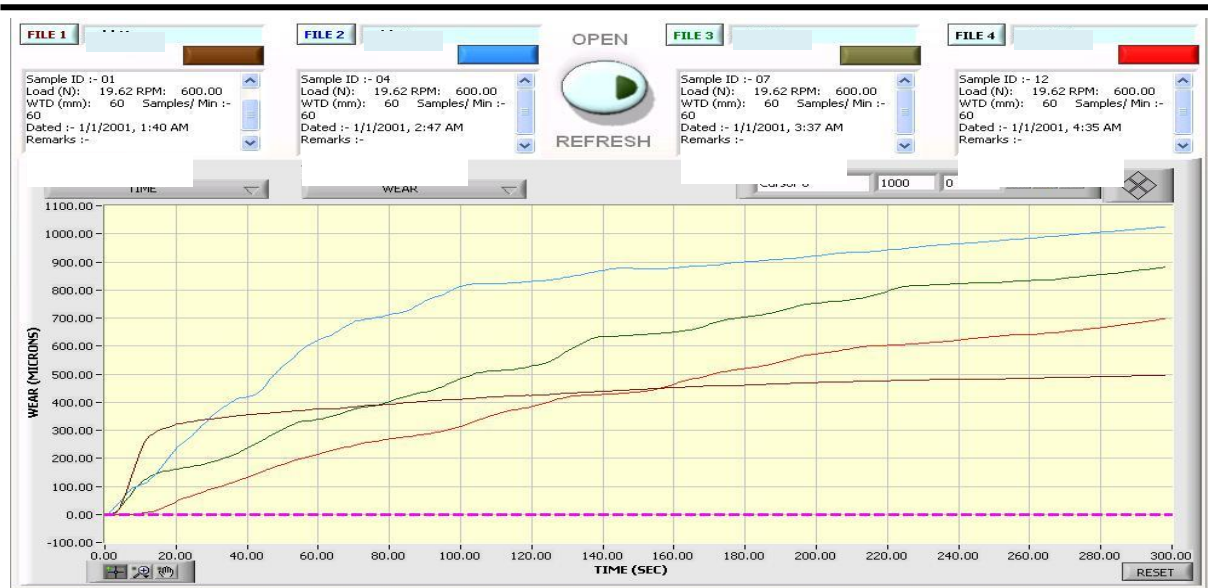 FILE 1
Sample ID :- 01
Load (N): 19.62 RPM: 600.00
WTD (mm): 60 Samples/ Min :-
60
Dated :- 1/1/2001, 1:40 AM
Remarks :-
FILE 2
Sample ID :- 04
Load (N): 19.62 RPM: 600.00
WTD (mm): 60 Samples/ Min :-
60
Dated :- 1/1/2001, 2:47 AM
Remarks :-
OPEN
REFRESH
FILE 3
Sample ID :- 07
Load (N): 19.62 RPM: 600.00
WTD (mm): 60 Samples/ Min :-
60
Dated :- 1/1/2001, 3:37 AM
Remarks :-
FILE 4
Sample ID :- 12
Load (N): 19.62 RPM: 600.00
WTD (mm): 60 Samples/ Min :-
60
Dated :- 1/1/2001, 4:35 AM
Remarks :-
TIME
WEAR
Cursor 0 1000 0
WEAR (MICRONS)
1100.00
1000.00
900.00
800.00
700.00
600.00
500.00
400.00
300.00
200.00
100.00
0.00
-100.00
0.00 20.00 40.00 60.00 80.00 100.00 120.00 140.00 160.00 180.00 200.00 220.00 240.00 260.00 280.00 300.00
TIME (SEC)
RESET